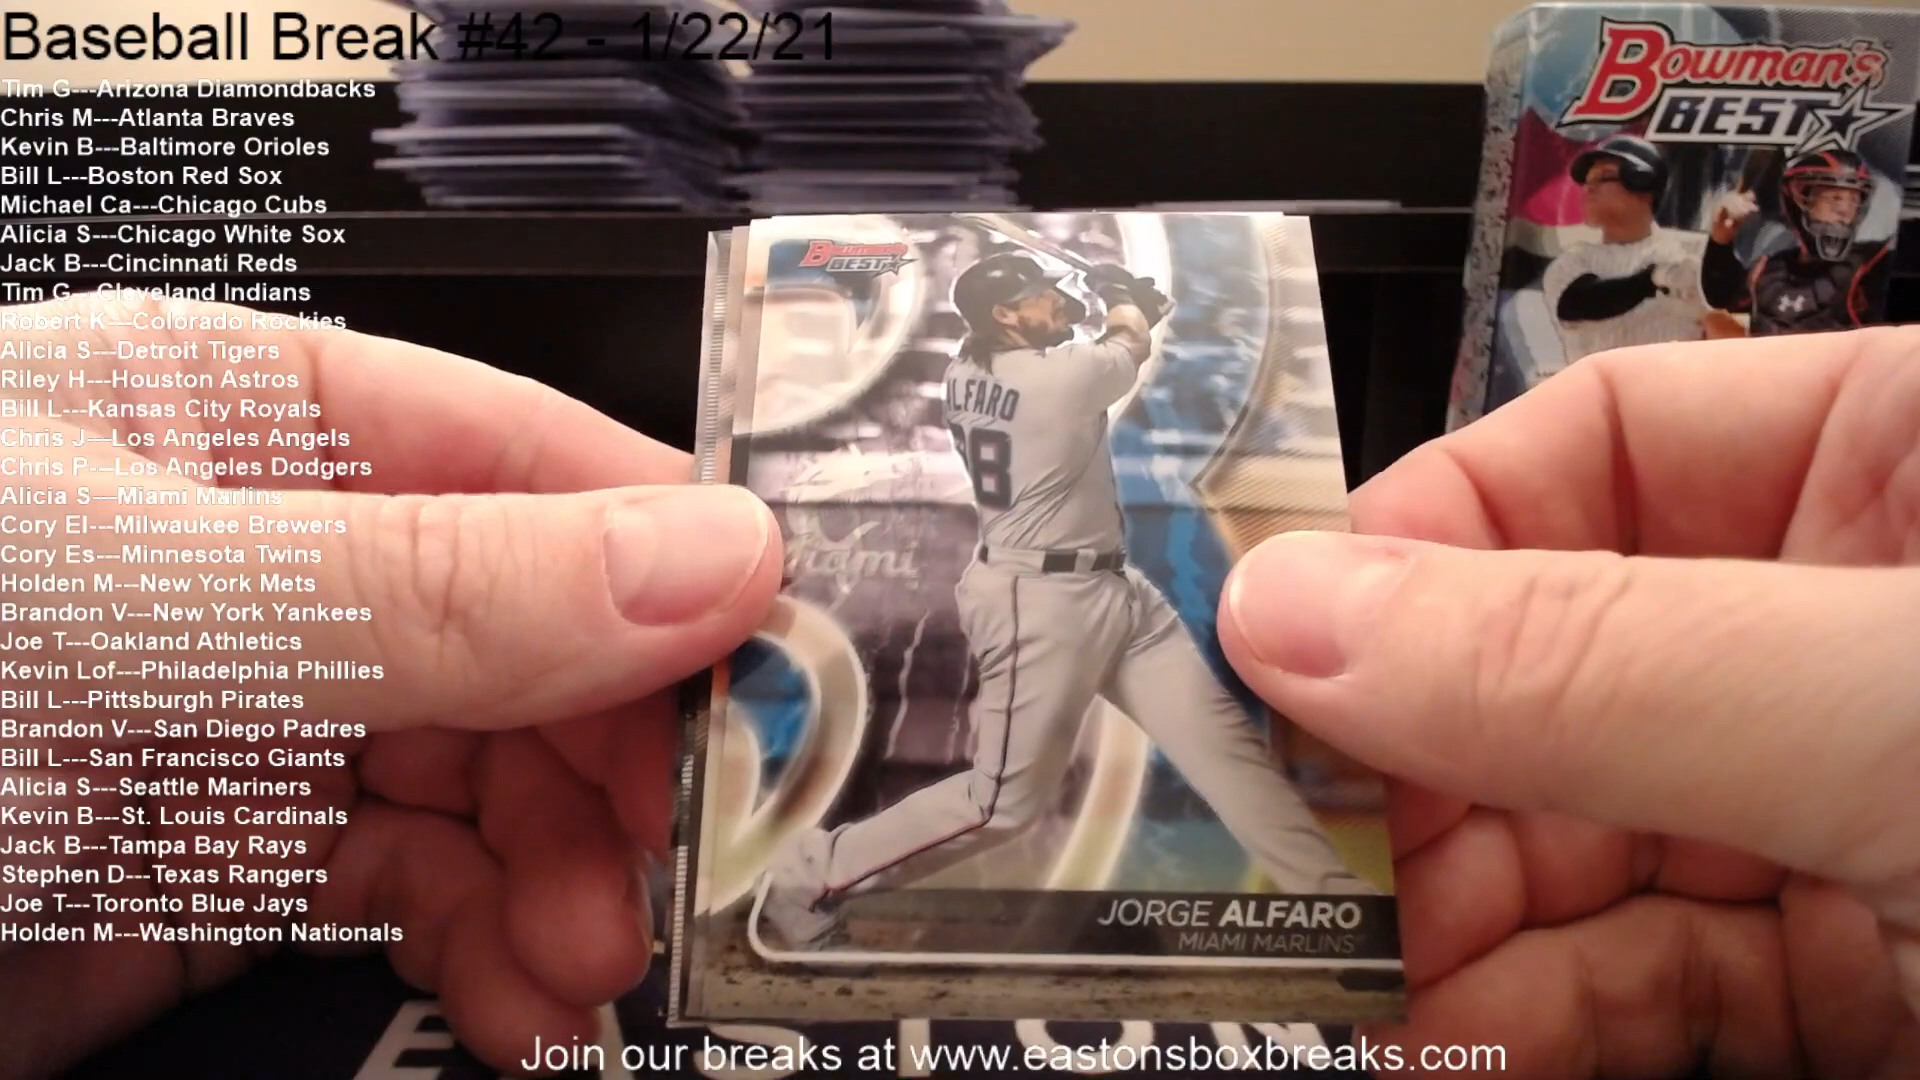 Baseball Break #42 - 1/22/21
Tim G---Arizona Diamondbacks
Chris M---Atlanta Braves
Kevin B---Baltimore Orioles
Bill L---Boston Red Sox
Michael Ca---Chicago Cubs
Alicia S---Chicago White Sox
Jack B---Cincinnati Reds
Tim G---Cleveland Indians
Robert K---Colorado Rockies
Alicia S---Detroit Tigers
Riley H---Houston Astros
Bill L---Kansas City Royals
Chris J---Los Angeles Angels
Chris P---Los Angeles Dodgers
Alicia S---Miami Marlins
Cory El---Milwaukee Brewers
Cory Es---Minnesota Twins
Holden M---New York Mets
Brandon V---New York Yankees
Joe T---Oakland Athletics
Kevin Lof---Philadelphia Phillies
Bill L---Pittsburgh Pirates
Brandon V---San Diego Padres
Bill L---San Francisco Giants
Alicia S---Seattle Mariners
Kevin B---St. Louis Cardinals
Jack B---Tampa Bay Rays
Stephen D---Texas Rangers
Joe T---Toronto Blue Jays
Holden M---Washington Nationals
Bowman's
BEST
Bowman's
BEST
ALFARO
38
Miami
JORGE ALFARO
MIAMI MARLINS
EASTON
Join our breaks at www.eastonsboxbreaks.com